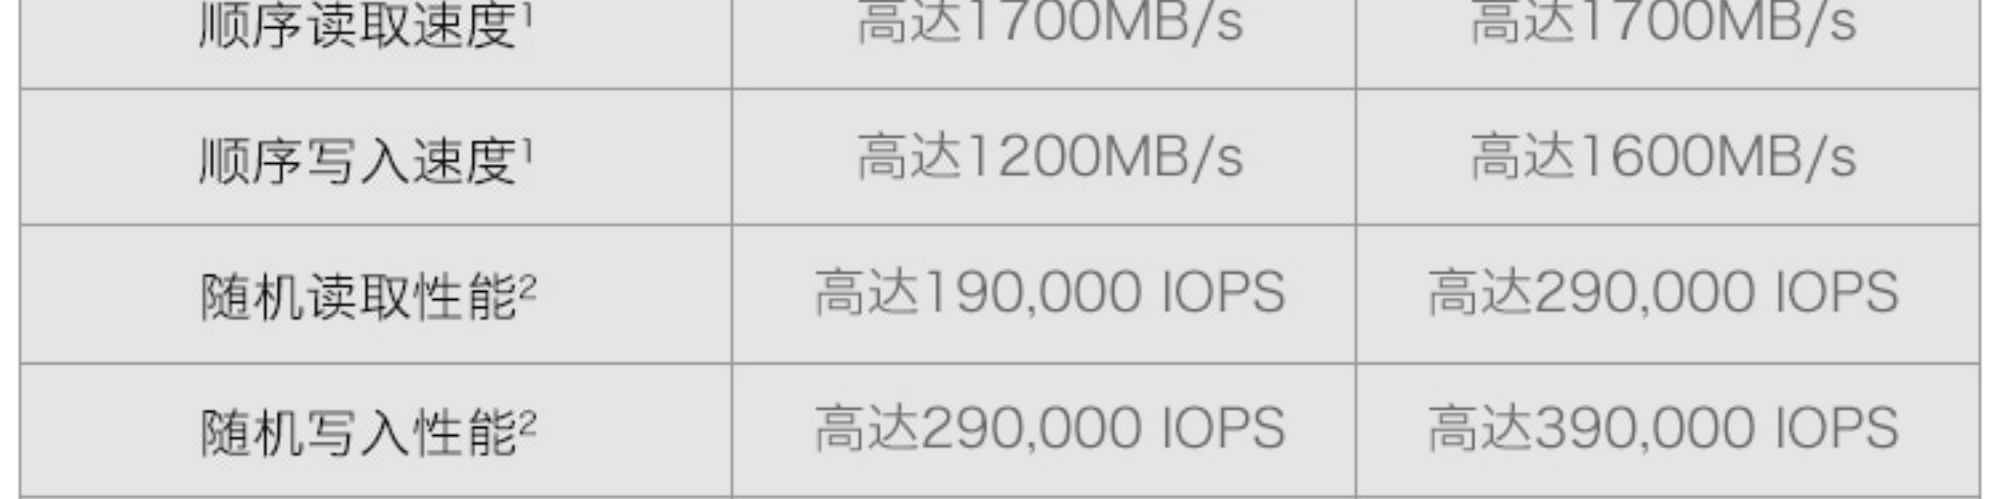 顺序读取速度¹ 高达1700MB/s 高达1700MB/s
顺序写入速度¹ 高达1200MB/s 高达1600MB/s
随机读取性能² 高达190,000 IOPS 高达290,000 IOPS
随机写入性能² 高达290,000 IOPS 高达390,000 IOPS